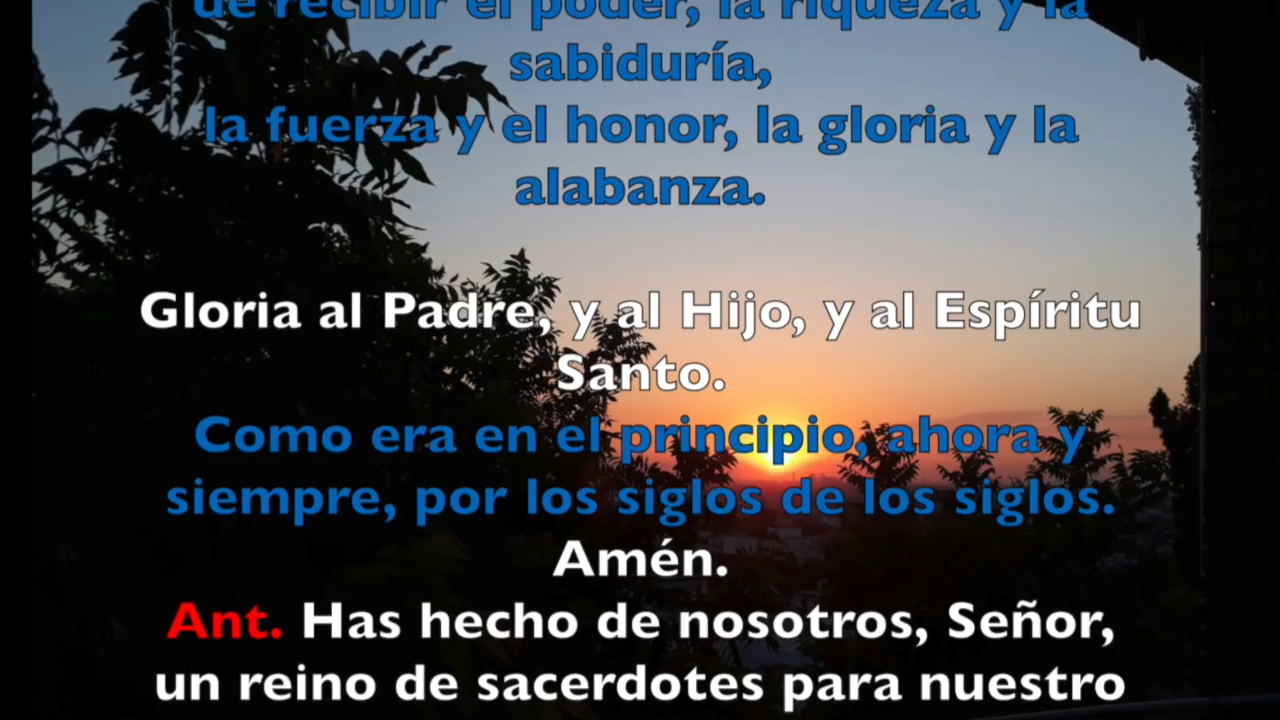 de recibir el poder, la riqueza y la
sabiduría,
la fuerza y el honor, la gloria y la
alabanza.
Gloria al Padre, y al Hijo, y al Espíritu
Santo.
Como era en el principio, ahora y
siempre, por los siglos de los siglos.
Amén.
Ant. Has hecho de nosotros, Señor,
un reino de sacerdotes para nuestro